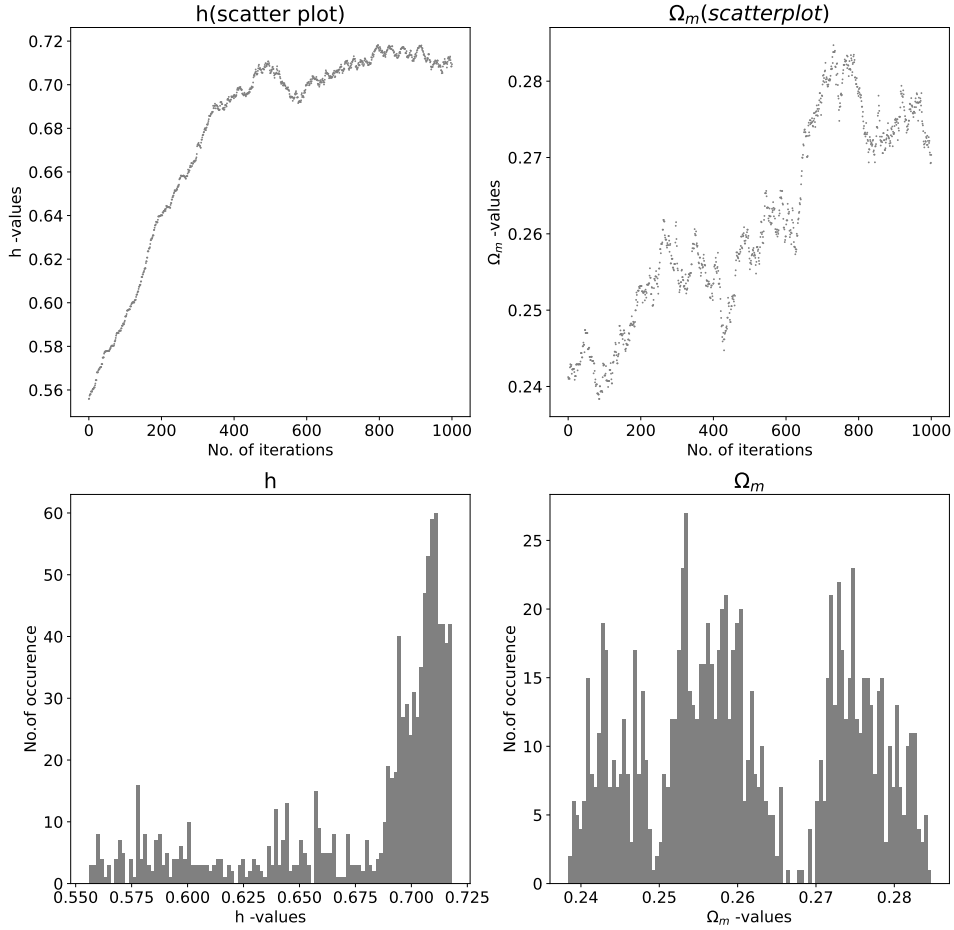 h(scatter plot)
0.72
0.70
0.68
0.66
0.64
0.62
0.60
0.58
0.56
h -values
0 200 400 600 800 1000
No. of iterations
Ωₘ(scatterplot)
0.28
0.27
0.26
0.25
0.24
Ωₘ -values
0 200 400 600 800 1000
No. of iterations
h
60
50
40
30
20
10
0
No.of occurence
0.550 0.575 0.600 0.625 0.650 0.675 0.700 0.725
h -values
Ωₘ
25
20
15
10
5
0
No.of occurence
0.24 0.25 0.26 0.27 0.28
Ωₘ -values